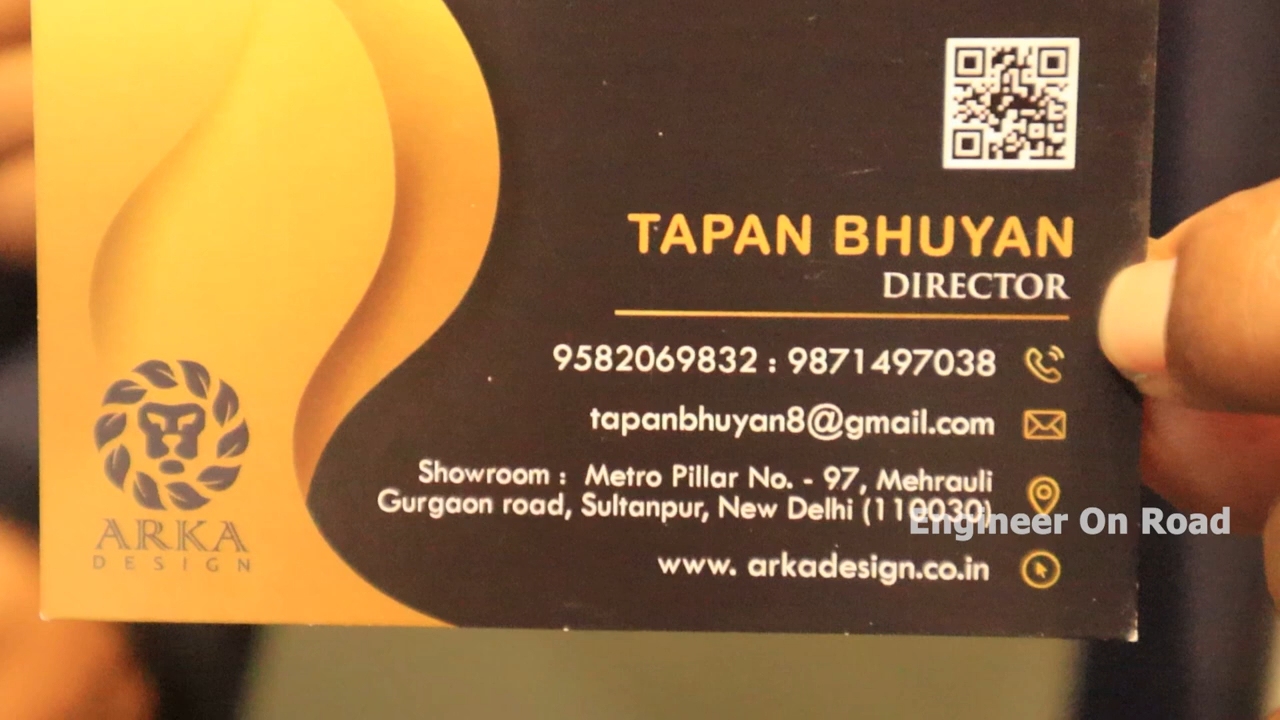 TAPAN BHUYAN
DIRECTOR
9582069832 : 9871497038
tapanbhuyan8@gmail.com
Showroom : Metro Pillar No. - 97, Mehrauli
Gurgaon road, Sultanpur, New Delhi (110030)
www. arkadesign.co.in
ARKA
DESIGN
Engineer On Road